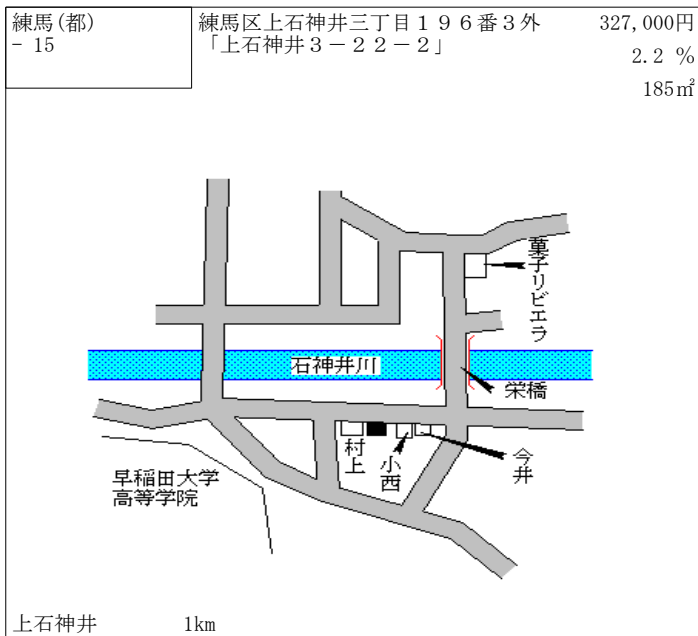 練馬(都)
- 15
練馬区上石神井三丁目１９６番３外
「上石神井３－２２－２」
327,000円
2.2 %
185㎡
菓子リビエラ
石神井川
栄橋
村上
小西
今井
早稲田大学
高等学院
上石神井 1km